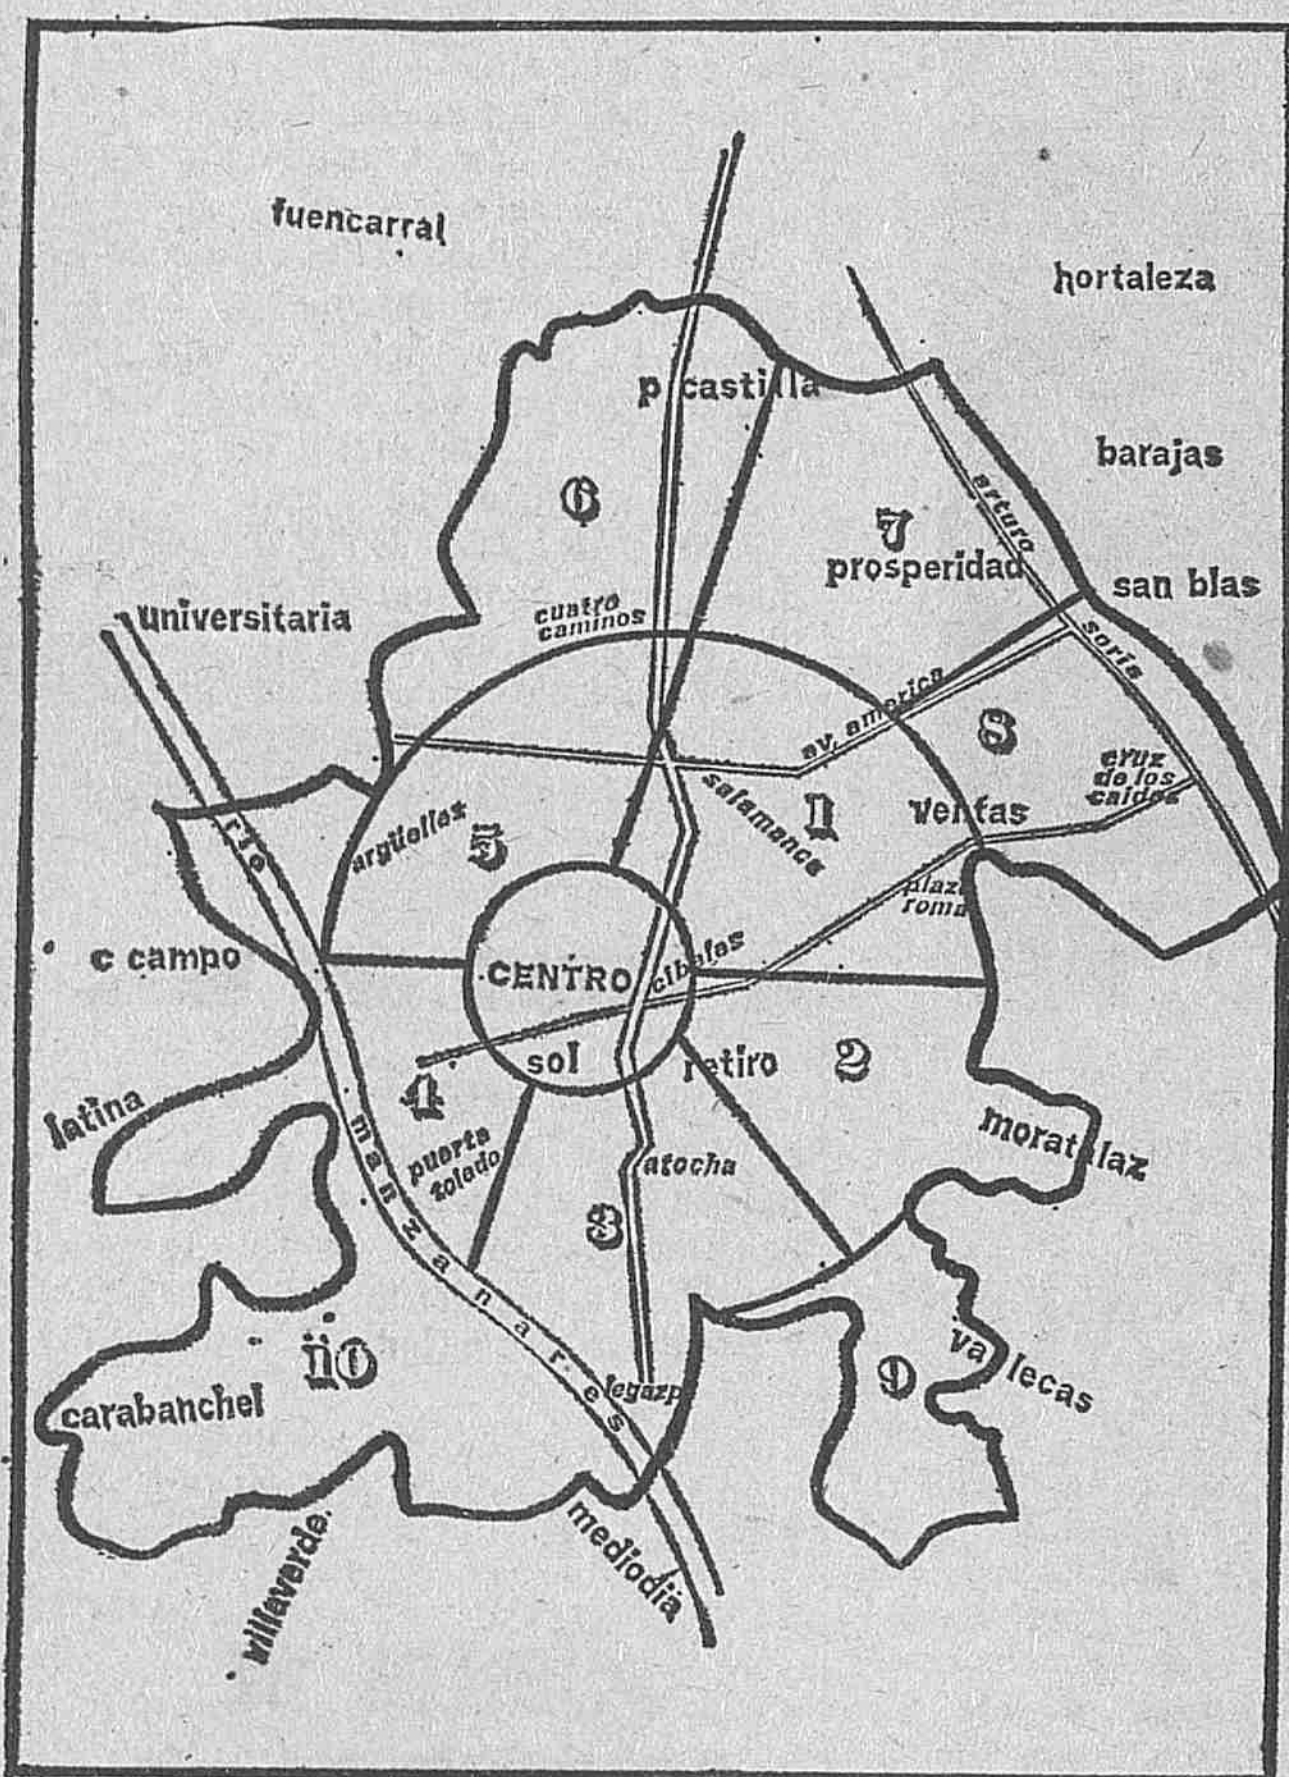 fuencarral
hortaleza
p castilla
barajas
6
7
arturo
prosperidad
san blas
universitaria
cuatro
caminos
soria
av. america
8
cruz
de los
caidos
salamanca
1
Ventas
argüelles
5
rio
plaza
roma
c campo
CENTRO
cibeles
sol
retiro
2
4
latina
puerta
toledo
manzanares
moratalaz
atocha
3
10
carabanchel
legazpi
9
vallecas
villaverde.
mediodia